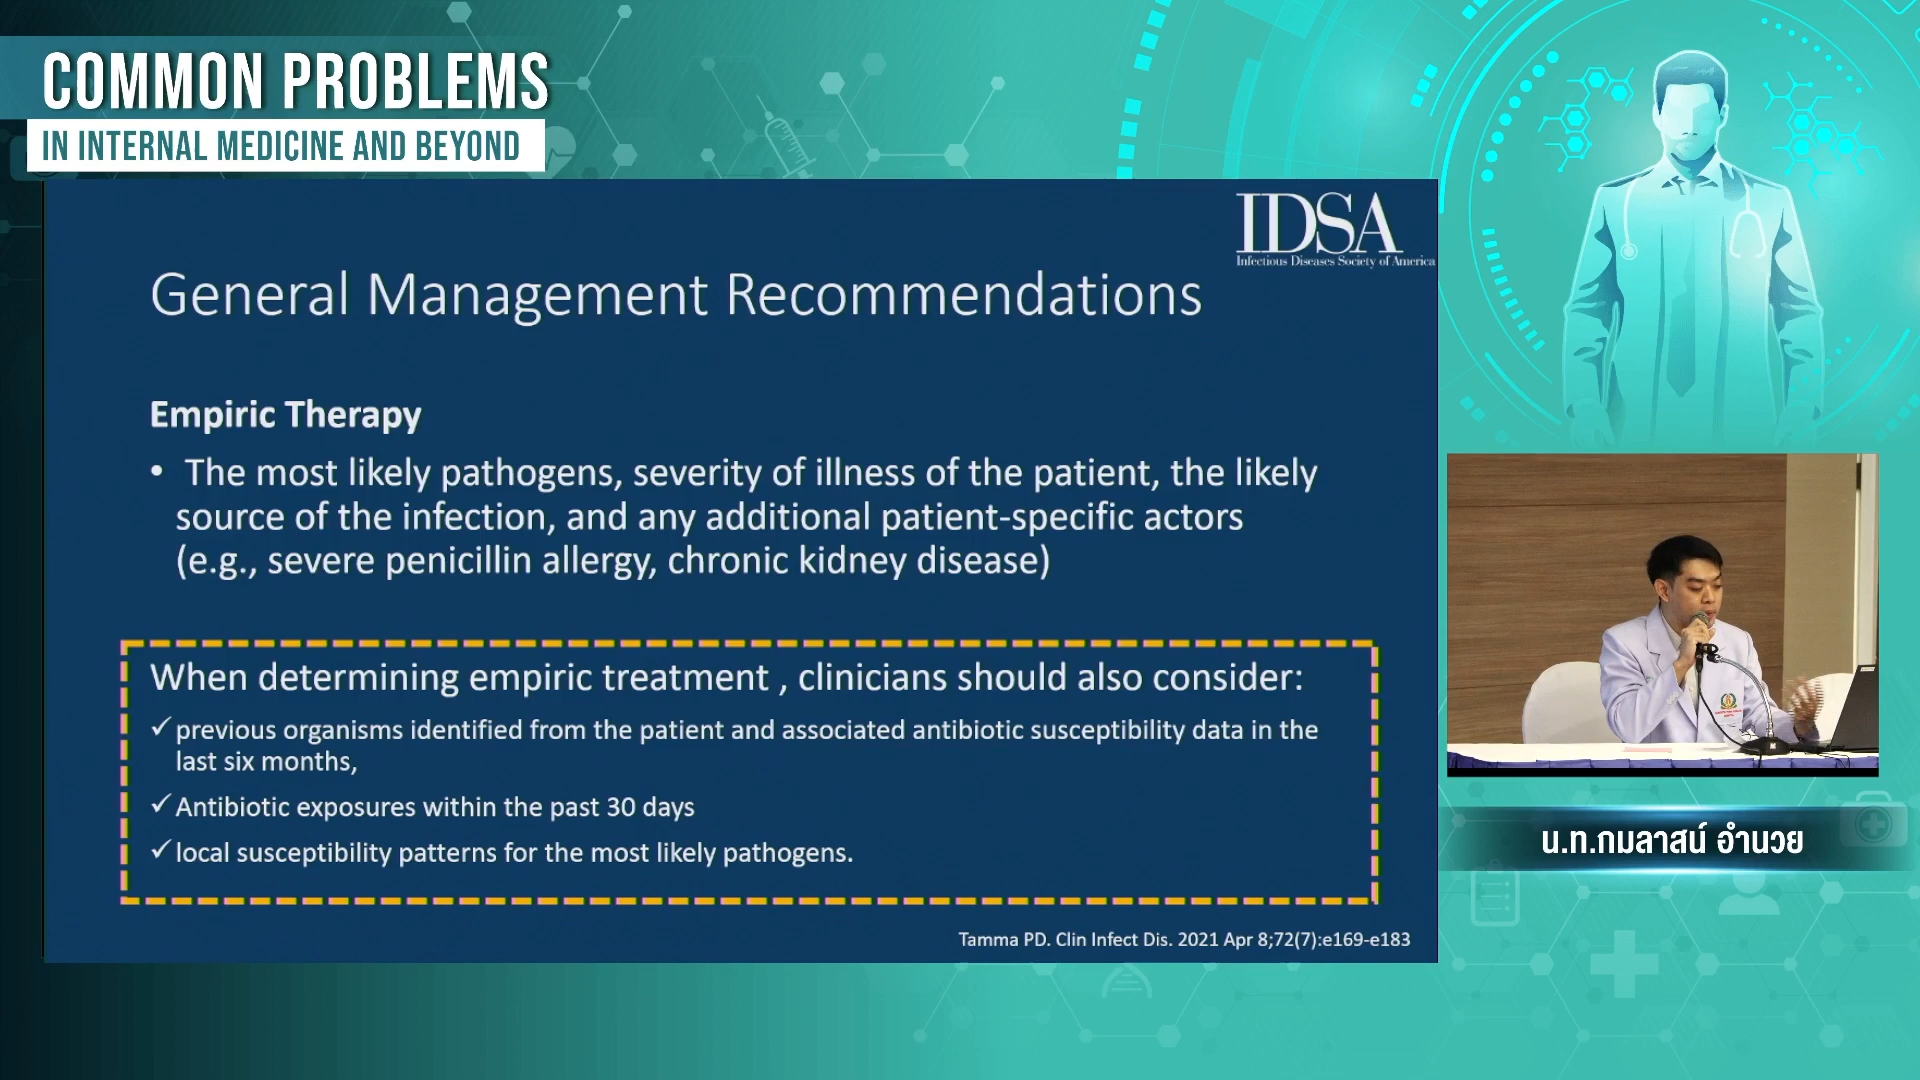 COMMON PROBLEMS
IN INTERNAL MEDICINE AND BEYOND
IDSA
Infectious Diseases Society of America
General Management Recommendations
Empiric Therapy
• The most likely pathogens, severity of illness of the patient, the likely
source of the infection, and any additional patient-specific actors
(e.g., severe penicillin allergy, chronic kidney disease)
When determining empiric treatment , clinicians should also consider:
✓previous organisms identified from the patient and associated antibiotic susceptibility data in the
last six months,
✓Antibiotic exposures within the past 30 days
✓local susceptibility patterns for the most likely pathogens.
Tamma PD. Clin Infect Dis. 2021 Apr 8;72(7):e169-e183
น.ท.กมลาสน์ อำนวย